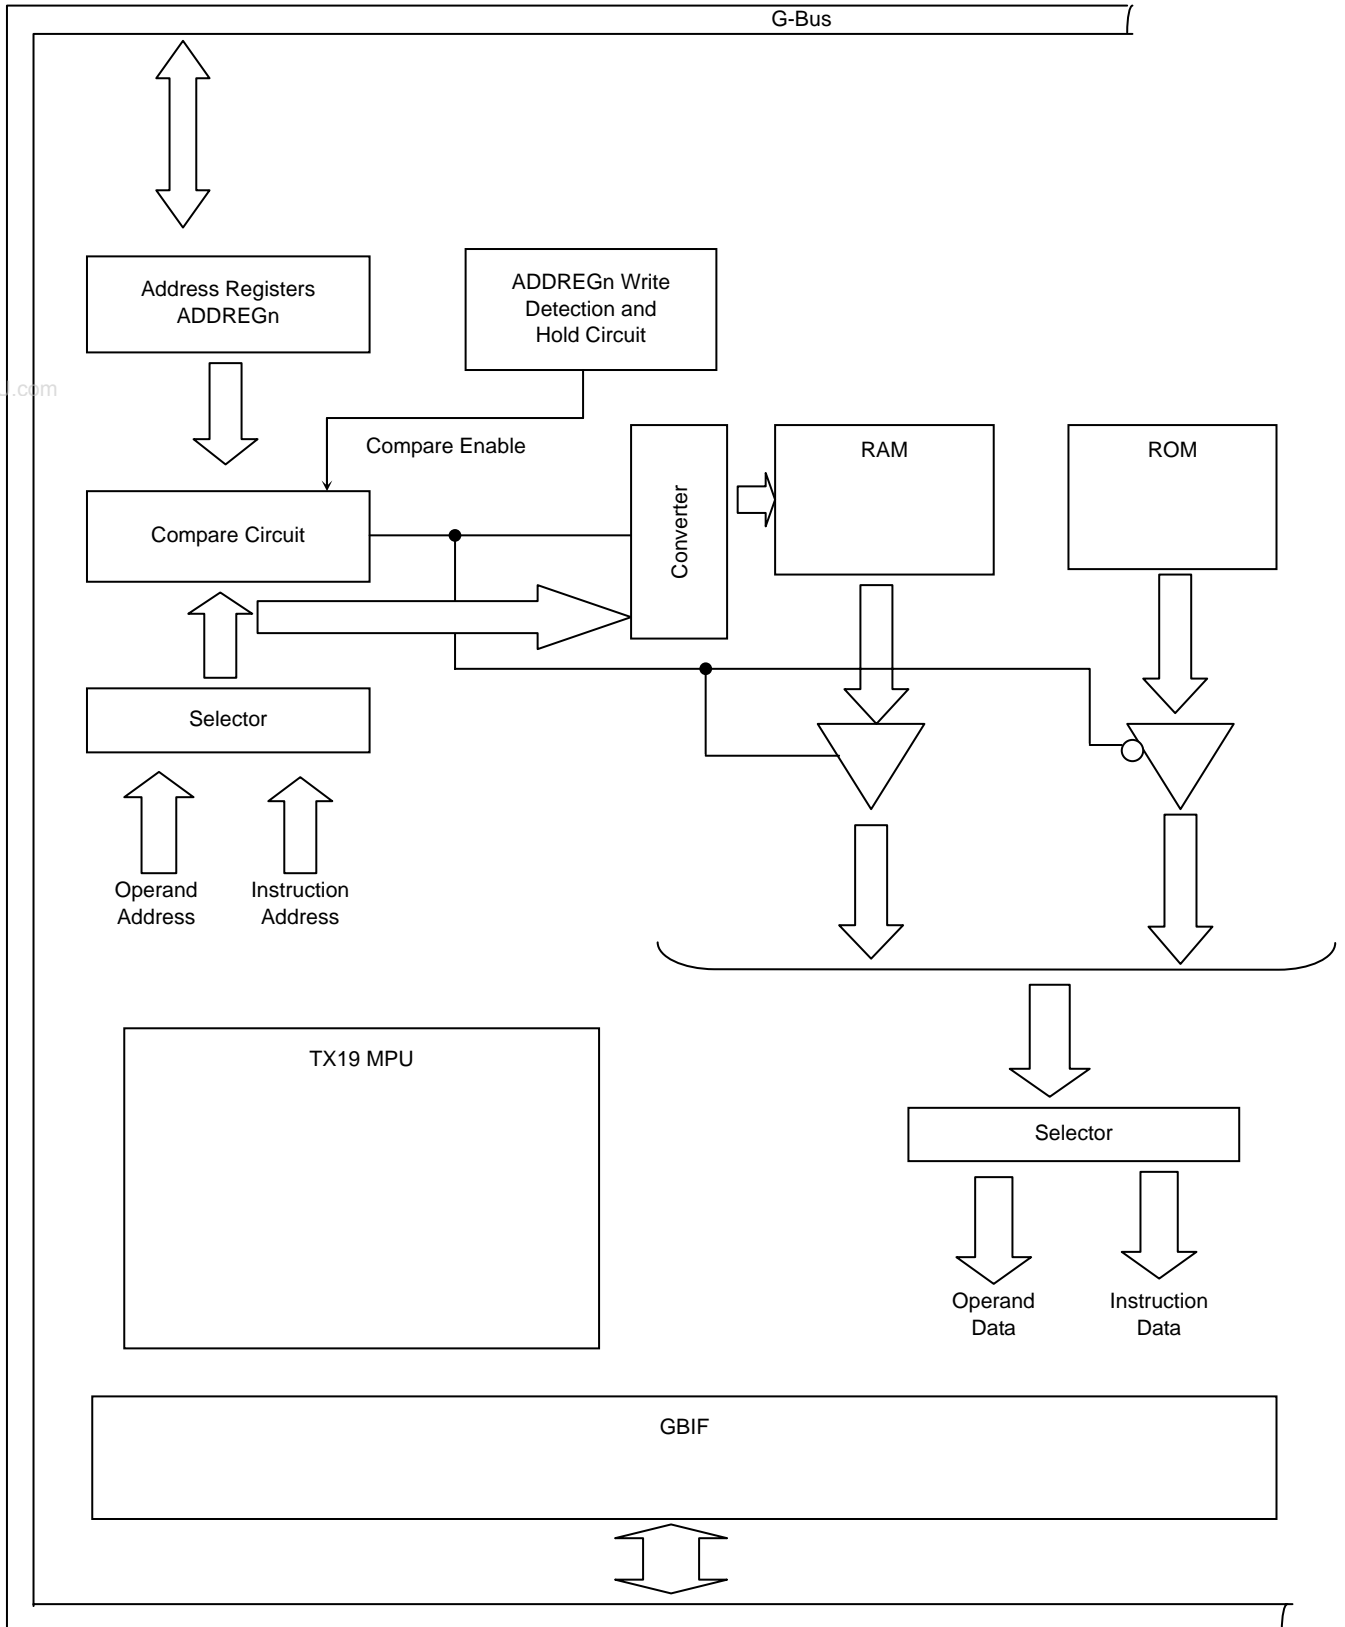 G-Bus
Address Registers
ADDREGn
ADDREGn Write
Detection and
Hold Circuit
.com
Compare Enable
RAM
ROM
Compare Circuit
Converter
Selector
Operand
Address
Instruction
Address
TX19 MPU
Selector
Operand
Data
Instruction
Data
GBIF